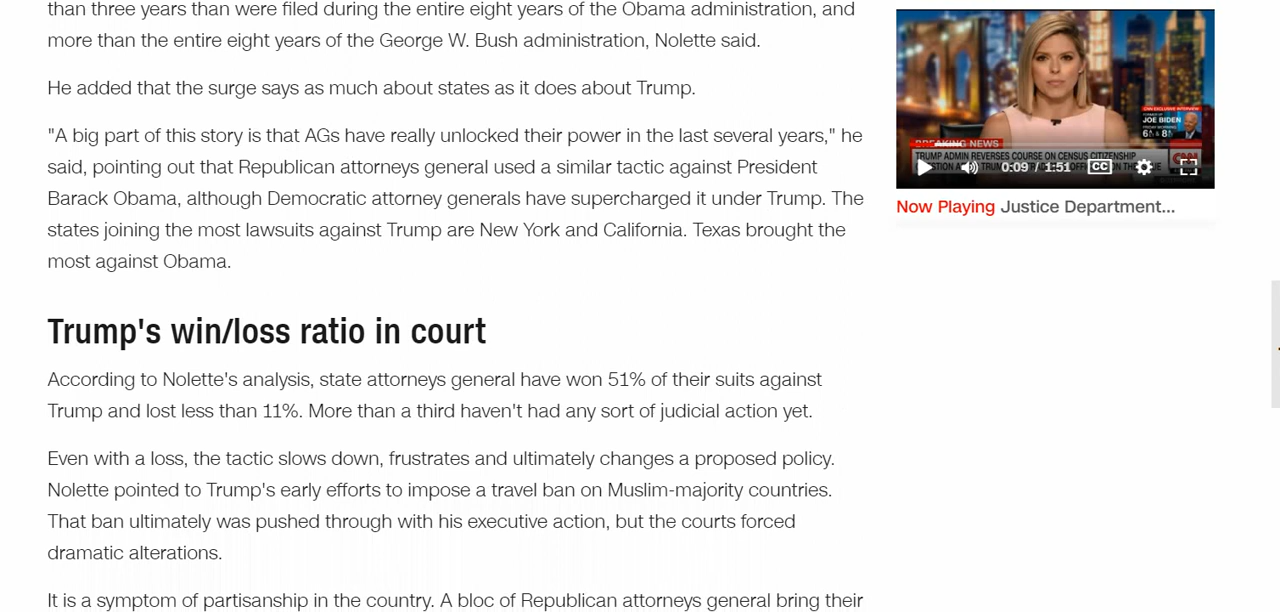 than three years than were filed during the entire eight years of the Obama administration, and
more than the entire eight years of the George W. Bush administration, Nolette said.
He added that the surge says as much about states as it does about Trump.
"A big part of this story is that AGs have really unlocked their power in the last several years," he
said, pointing out that Republican attorneys general used a similar tactic against President
Barack Obama, although Democratic attorney generals have supercharged it under Trump. The
states joining the most lawsuits against Trump are New York and California. Texas brought the
most against Obama.
Trump's win/loss ratio in court
According to Nolette's analysis, state attorneys general have won 51% of their suits against
Trump and lost less than 11%. More than a third haven't had any sort of judicial action yet.
Even with a loss, the tactic slows down, frustrates and ultimately changes a proposed policy.
Nolette pointed to Trump's early efforts to impose a travel ban on Muslim-majority countries.
That ban ultimately was pushed through with his executive action, but the courts forced
dramatic alterations.
It is a symptom of partisanship in the country. A bloc of Republican attorneys general bring their
CNN EXCLUSIVE INTERVIEW
JOE BIDEN
FRIDAY MORNING
6A & 8A
BREAKING NEWS
TRUMP ADMIN REVERSES COURSE ON CENSUS CITIZENSHIP
CNN
0:09 / 1:51 CC
Now Playing Justice Department...